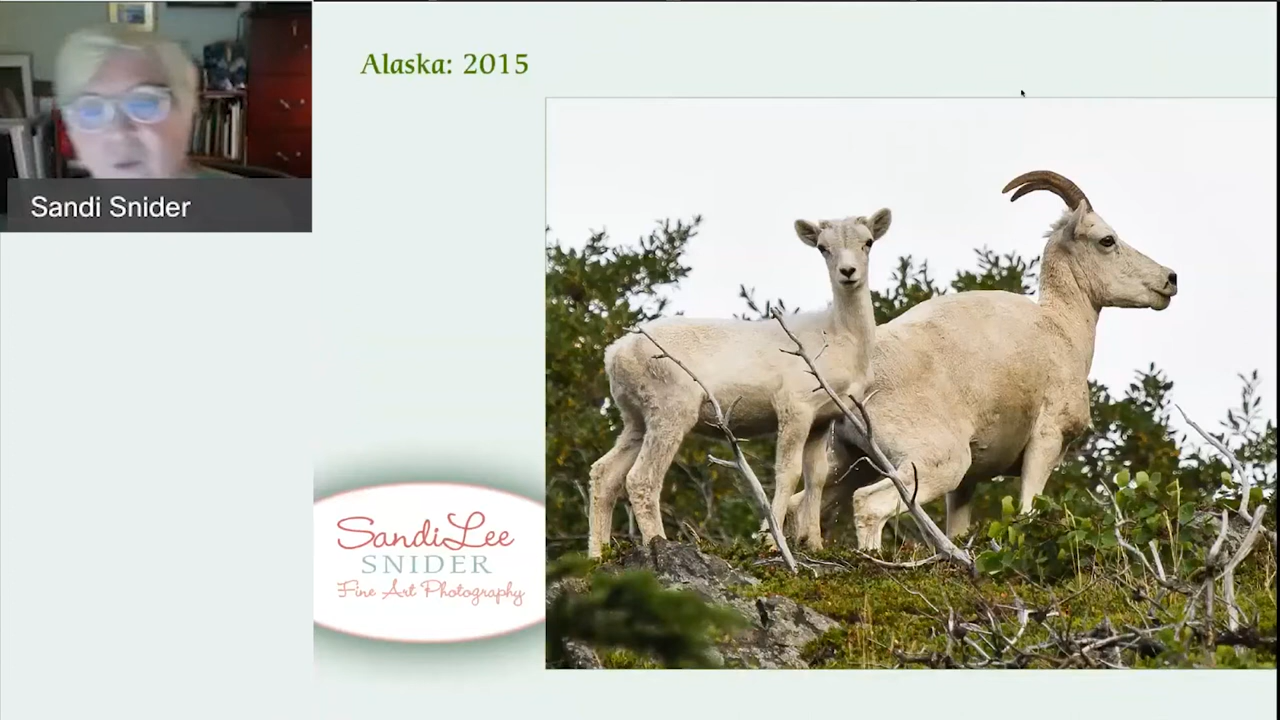 Alaska: 2015
Sandi Snider
SandiLee
SNIDER
Fine Art Photography